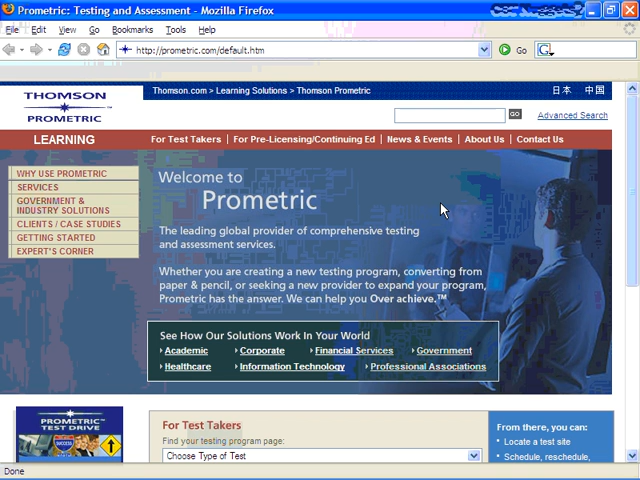 Prometric: Testing and Assessment - Mozilla Firefox
File Edit View Go Bookmarks Tools Help
http://prometric.com/default.htm Go G
THOMSON
PROMETRIC
Thomson.com > Learning Solutions > Thomson Prometric 日本 中国
GO Advanced Search
LEARNING
For Test Takers | For Pre-Licensing/Continuing Ed | News & Events | About Us | Contact Us
WHY USE PROMETRIC
SERVICES
GOVERNMENT &
INDUSTRY SOLUTIONS
CLIENTS / CASE STUDIES
GETTING STARTED
EXPERT'S CORNER
Welcome to
Prometric
The leading global provider of comprehensive testing
and assessment services.
Whether you are creating a new testing program, converting from
paper & pencil, or seeking a new provider to expand your program,
Prometric has the answer. We can help you Over achieve.™
See How Our Solutions Work In Your World
Academic Corporate Financial Services Government
Healthcare Information Technology Professional Associations
PROMETRIC™
TEST DRIVE
SUCCESS
For Test Takers
Find your testing program page:
Choose Type of Test
From there, you can:
Locate a test site
Schedule, reschedule,
Done